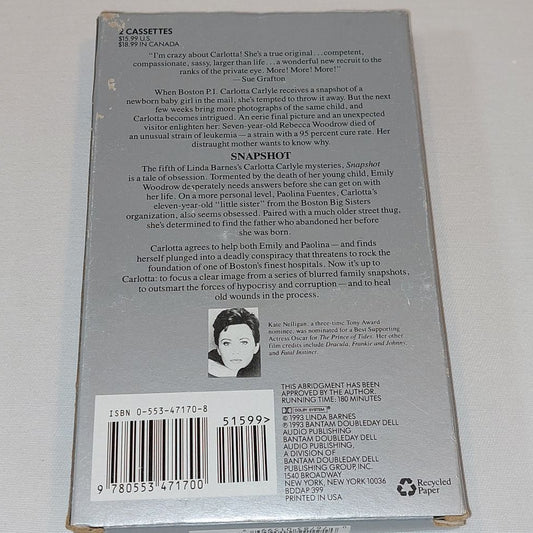 2 CASSETTES
$15.99 U.S.
$18.99 IN CANADA
"I'm crazy about Carlotta! She's a true original . . . competent,
compassionate, sassy, larger than life . . . a wonderful new recruit to the
ranks of the private eye. More! More! More!"
— Sue Grafton
When Boston P.I. Carlotta Carlyle receives a snapshot of a
newborn baby girl in the mail, she's tempted to throw it away. But the next
few weeks bring more photographs of the same child, and
Carlotta becomes intrigued. An eerie final picture and an unexpected
visitor enlighten her: Seven-year-old Rebecca Woodrow died of
an unusual strain of leukemia — a strain with a 95 percent cure rate. Her
distraught mother wants to know why.
SNAPSHOT
The fifth of Linda Barnes's Carlotta Carlyle mysteries, Snapshot
is a tale of obsession. Tormented by the death of her young child, Emily
Woodrow desperately needs answers before she can get on with
her life. On a more personal level, Paolina Fuentes, Carlotta's
eleven-year-old "little sister" from the Boston Big Sisters
organization, also seems obsessed. Paired with a much older street thug,
she's determined to find the father who abandoned her before
she was born.
Carlotta agrees to help both Emily and Paolina — and finds
herself plunged into a deadly conspiracy that threatens to rock the
foundation of one of Boston's finest hospitals. Now it's up to
Carlotta: to focus a clear image from a series of blurred family snapshots,
to outsmart the forces of hypocrisy and corruption — and to heal
old wounds in the process.
Kate Nelligan, a three-time Tony Award
nominee, was nominated for a Best Supporting
Actress Oscar for The Prince of Tides. Her other
film credits include Dracula, Frankie and Johnny,
and Fatal Instinct.
THIS ABRIDGMENT HAS BEEN
APPROVED BY THE AUTHOR.
RUNNING TIME: 180 MINUTES
DOLBY SYSTEM
© 1993 LINDA BARNES
℗ 1993 BANTAM DOUBLEDAY DELL
AUDIO PUBLISHING
BANTAM DOUBLEDAY DELL
AUDIO PUBLISHING,
A DIVISION OF
BANTAM DOUBLEDAY DELL
PUBLISHING GROUP, INC.
1540 BROADWAY
NEW YORK, NEW YORK 10036
BDDAP 399
PRINTED IN USA
ISBN 0-553-47170-8
51599>
9 780553 471700
Recycled
Paper